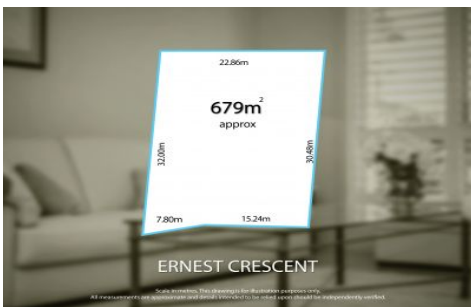 22.86m
679m²
approx
32.00m
30.48m
7.80m
15.24m
ERNEST CRESCENT
Scale in metres. This drawing is for illustration purposes only.
All measurements are approximate and details intended to be relied upon should be independently verified.